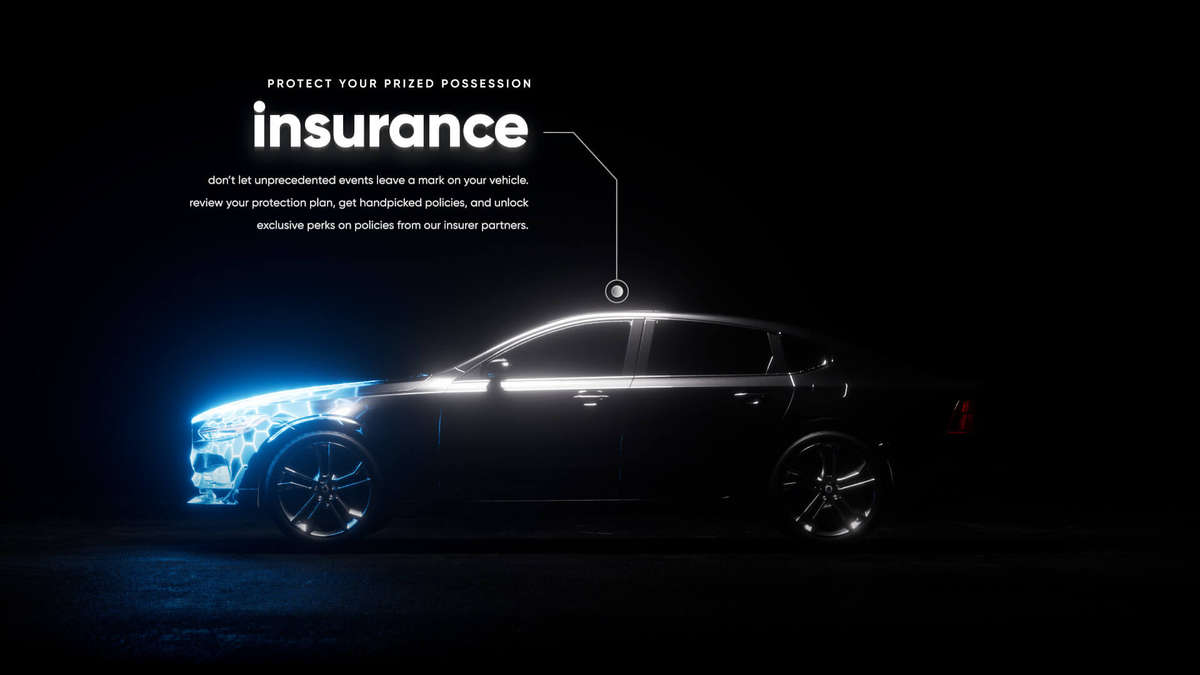 PROTECT YOUR PRIZED POSSESSION
insurance
don’t let unprecedented events leave a mark on your vehicle.
review your protection plan, get handpicked policies, and unlock
exclusive perks on policies from our insurer partners.